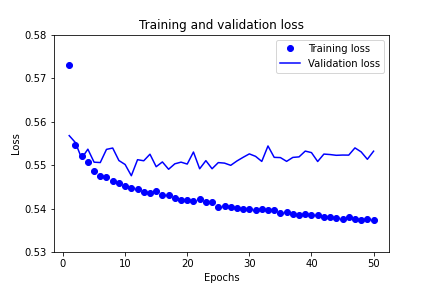 Training and validation loss
0.58
0.57
0.56
0.55
0.54
0.53
Loss
Training loss
Validation loss
0 10 20 30 40 50
Epochs